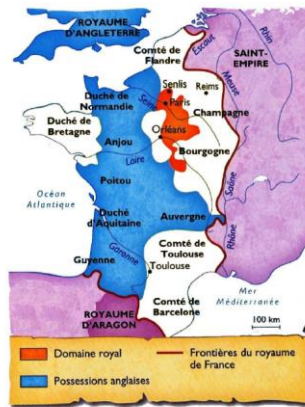 ROYAUME
D'ANGLETERRE
Comté
de
Flandre
Escaut
Rhin
SAINT-
EMPIRE
Meuse
Duché de
Normandie
Seine
Senlis
Paris
Reims
Champagne
Duché de
Bretagne
Anjou
Orléans
Loire
Bourgogne
Saône
Poitou
Océan
Atlantique
Duché
d'Aquitaine
Auvergne
Rhône
Garonne
Comté de
Toulouse
Guyenne
Toulouse
Mer
Méditerranée
ROYAUME
D'ARAGON
Comté de
Barcelone
100 km
Domaine royal
Frontières du royaume
de France
Possessions anglaises